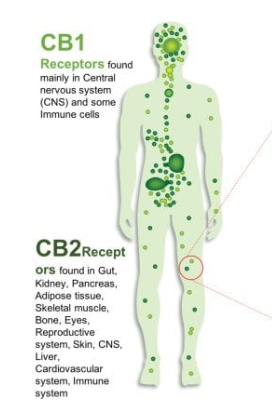 CB1
Receptors found
mainly in Central
nervous system
(CNS) and some
Immune cells
CB2Recept
ors found in Gut,
Kidney, Pancreas,
Adipose tissue,
Skeletal muscle,
Bone, Eyes,
Reproductive
system, Skin, CNS,
Liver,
Cardiovascular
system, Immune
system